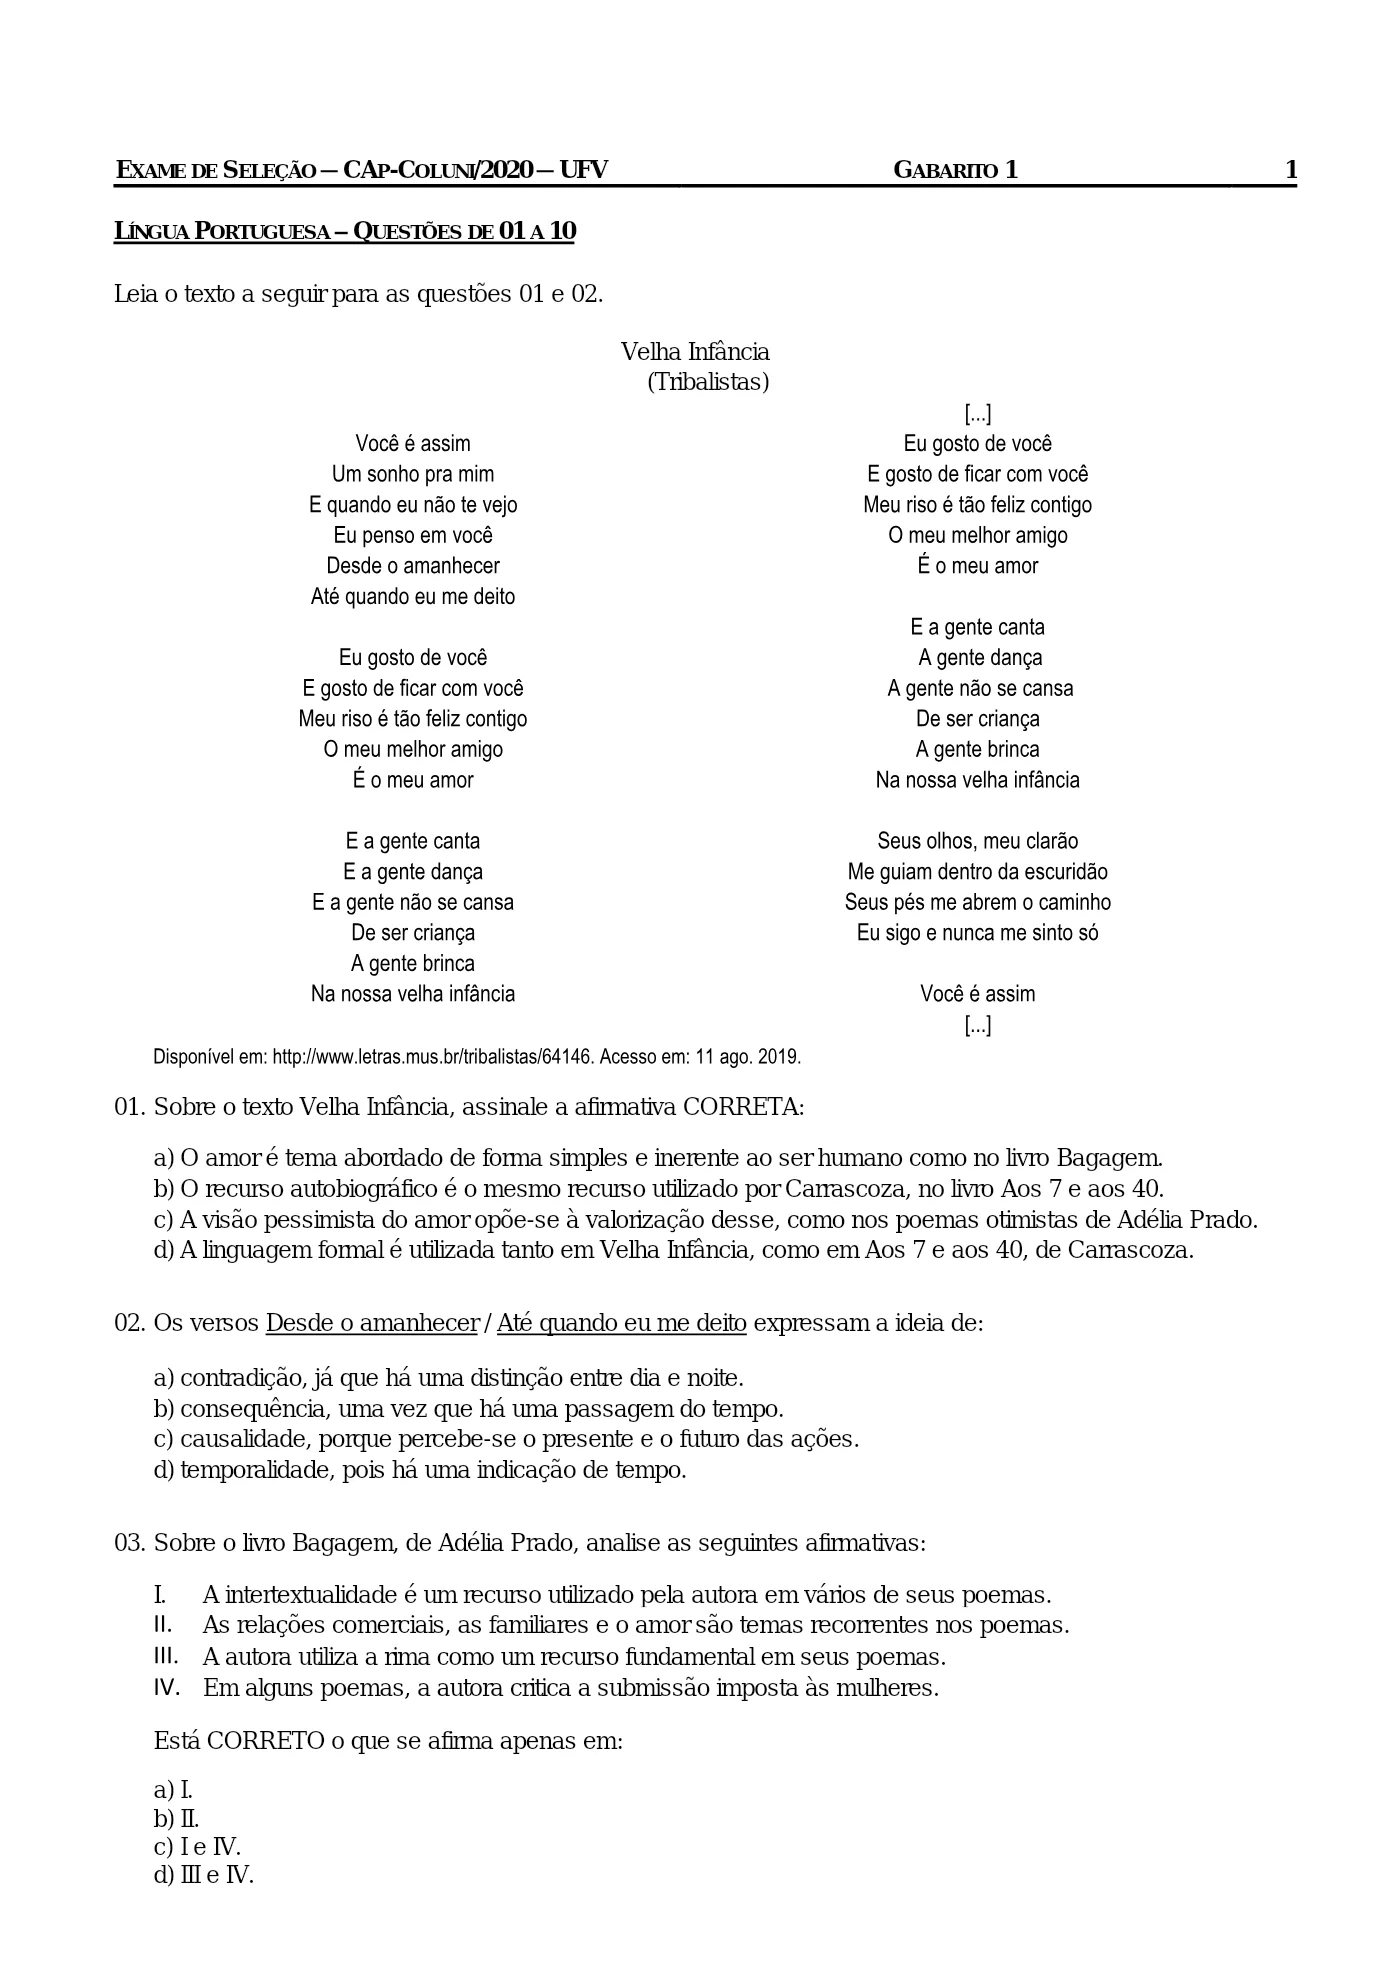 EXAME DE SELEÇÃO — CAP-COLUNI/2020 — UFV GABARITO 1 1
LÍNGUA PORTUGUESA – QUESTÕES DE 01 A 10
Leia o texto a seguir para as questões 01 e 02.
Velha Infância
(Tribalistas)
Você é assim
Um sonho pra mim
E quando eu não te vejo
Eu penso em você
Desde o amanhecer
Até quando eu me deito
Eu gosto de você
E gosto de ficar com você
Meu riso é tão feliz contigo
O meu melhor amigo
É o meu amor
E a gente canta
E a gente dança
E a gente não se cansa
De ser criança
A gente brinca
Na nossa velha infância
[...]
Eu gosto de você
E gosto de ficar com você
Meu riso é tão feliz contigo
O meu melhor amigo
É o meu amor
E a gente canta
A gente dança
A gente não se cansa
De ser criança
A gente brinca
Na nossa velha infância
Seus olhos, meu clarão
Me guiam dentro da escuridão
Seus pés me abrem o caminho
Eu sigo e nunca me sinto só
Você é assim
[...]
Disponível em: http://www.letras.mus.br/tribalistas/64146. Acesso em: 11 ago. 2019.
01. Sobre o texto Velha Infância, assinale a afirmativa CORRETA:
a) O amor é tema abordado de forma simples e inerente ao ser humano como no livro Bagagem.
b) O recurso autobiográfico é o mesmo recurso utilizado por Carrascoza, no livro Aos 7 e aos 40.
c) A visão pessimista do amor opõe-se à valorização desse, como nos poemas otimistas de Adélia Prado.
d) A linguagem formal é utilizada tanto em Velha Infância, como em Aos 7 e aos 40, de Carrascoza.
02. Os versos Desde o amanhecer / Até quando eu me deito expressam a ideia de:
a) contradição, já que há uma distinção entre dia e noite.
b) consequência, uma vez que há uma passagem do tempo.
c) causalidade, porque percebe-se o presente e o futuro das ações.
d) temporalidade, pois há uma indicação de tempo.
03. Sobre o livro Bagagem, de Adélia Prado, analise as seguintes afirmativas:
I. A intertextualidade é um recurso utilizado pela autora em vários de seus poemas.
II. As relações comerciais, as familiares e o amor são temas recorrentes nos poemas.
III. A autora utiliza a rima como um recurso fundamental em seus poemas.
IV. Em alguns poemas, a autora critica a submissão imposta às mulheres.
Está CORRETO o que se afirma apenas em:
a) I.
b) II.
c) I e IV.
d) III e IV.